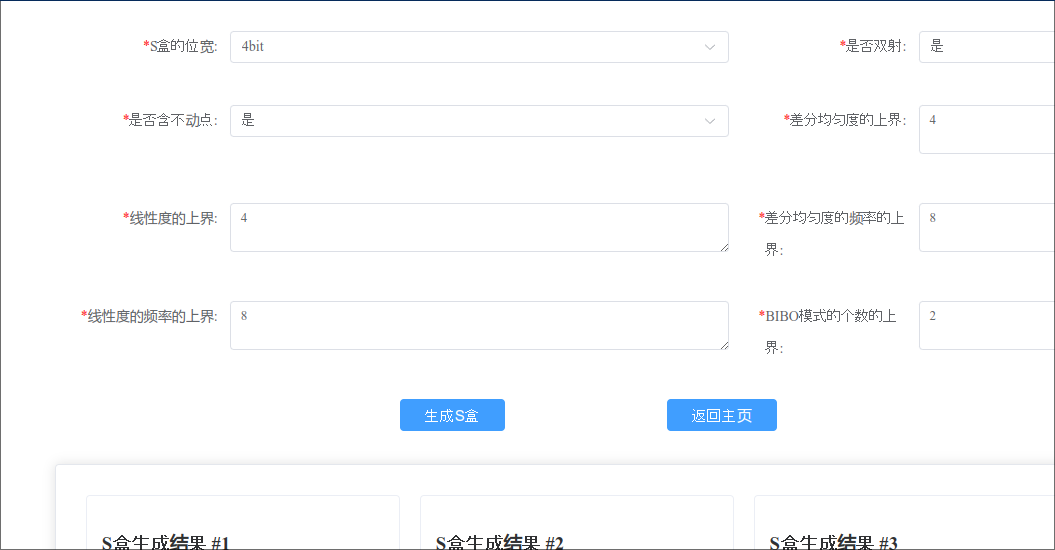 *S盒的位宽: 4bit *是否双射: 是
*是否含不动点: 是 *差分均匀度的上界: 4
*线性度的上界: 4 *差分均匀度的频率的上界: 8
*线性度的频率的上界: 8 *BIBO模式的个数的上界: 2
生成S盒 返回主页
S盒生成结果 #1 S盒生成结果 #2 S盒生成结果 #3